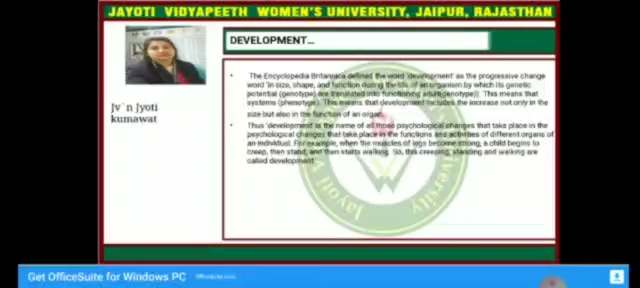 JAYOTI VIDYAPEETH WOMEN'S UNIVERSITY, JAIPUR, RAJASTHAN
DEVELOPMENT...
Jv`n Jyoti
kumawat
• The Encyclopedia Britannica defined the word 'development' as the progressive change
word 'in size, shape, and function during the life of an organism by which its genetic
potential (genotype) are translated into functioning adult(genotype)). This means that
systems (phenotype). This means that development includes the increase not only in the
size but also in the function of an organ.
• Thus 'development' is the name of all those psychological changes that take place in the
psychological changes that take place in the functions and activities of different organs of
an individual. For example, when the muscles of legs become strong, a child begins to
creep, then stand, and then starts walking. So, this creeping, standing and walking are
called development.
Get OfficeSuite for Windows PC